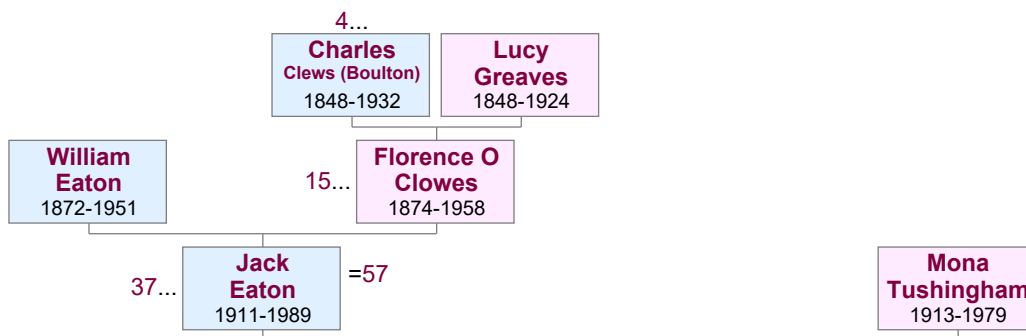 4...
Charles
Clews (Boulton)
1848-1932
Lucy
Greaves
1848-1924
William
Eaton
1872-1951
15...
Florence O
Clowes
1874-1958
37...
Jack
Eaton
1911-1989
=57
Mona
Tushingham
1913-1979